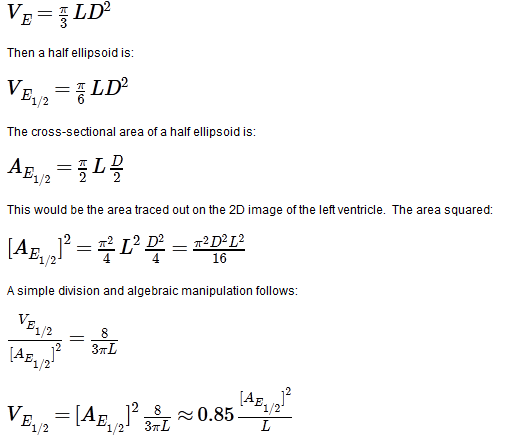 $V_E = \frac{\pi}{3} LD^2$
Then a half ellipsoid is:
$V_{E_{1/2}} = \frac{\pi}{6} LD^2$
The cross-sectional area of a half ellipsoid is:
$A_{E_{1/2}} = \frac{\pi}{2} L \frac{D}{2}$
This would be the area traced out on the 2D image of the left ventricle.  The area squared:
$[A_{E_{1/2}}]^2 = \frac{\pi^2}{4} L^2 \frac{D^2}{4} = \frac{\pi^2 D^2 L^2}{16}$
A simple division and algebraic manipulation follows:
$\frac{V_{E_{1/2}}}{[A_{E_{1/2}}]^2} = \frac{8}{3\pi L}$
$V_{E_{1/2}} = [A_{E_{1/2}}]^2 \frac{8}{3\pi L} \approx 0.85 \frac{[A_{E_{1/2}}]^2}{L}$